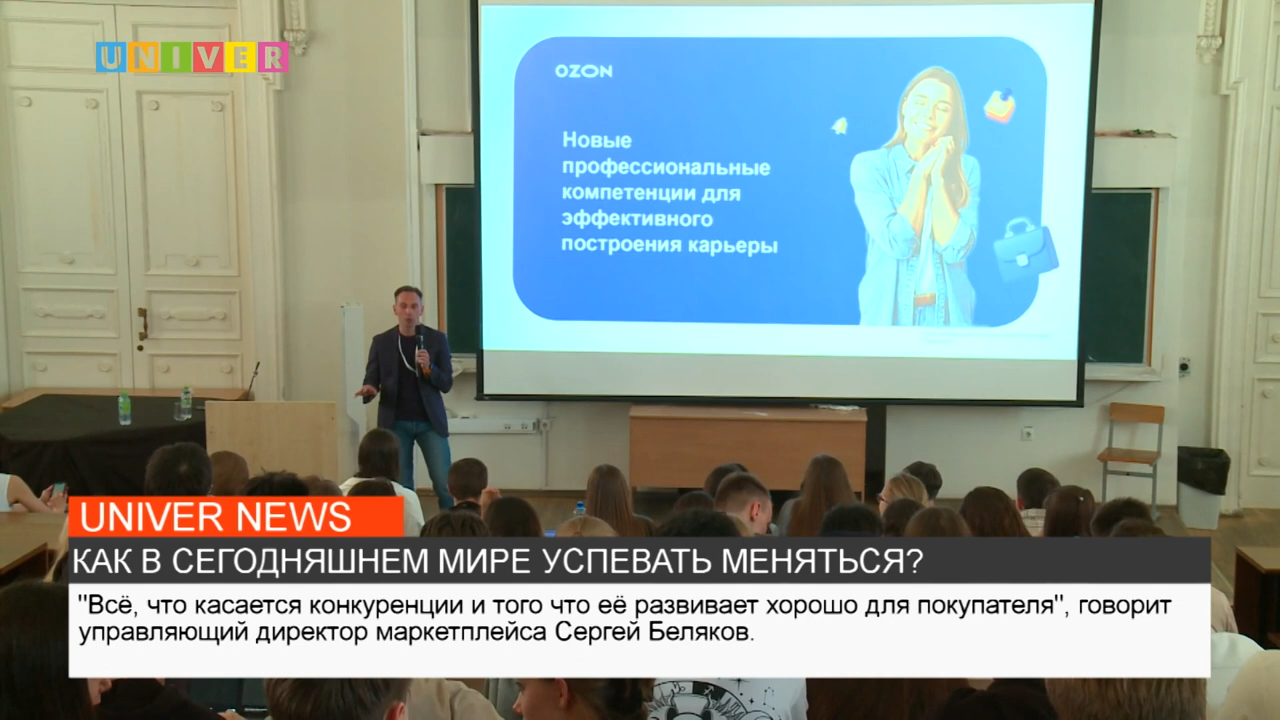 UNIVER
OZON
Новые
профессиональные
компетенции для
эффективного
построения карьеры
UNIVER NEWS
КАК В СЕГОДНЯШНЕМ МИРЕ УСПЕВАТЬ МЕНЯТЬСЯ?
"Всё, что касается конкуренции и того что её развивает хорошо для покупателя", говорит
управляющий директор маркетплейса Сергей Беляков.